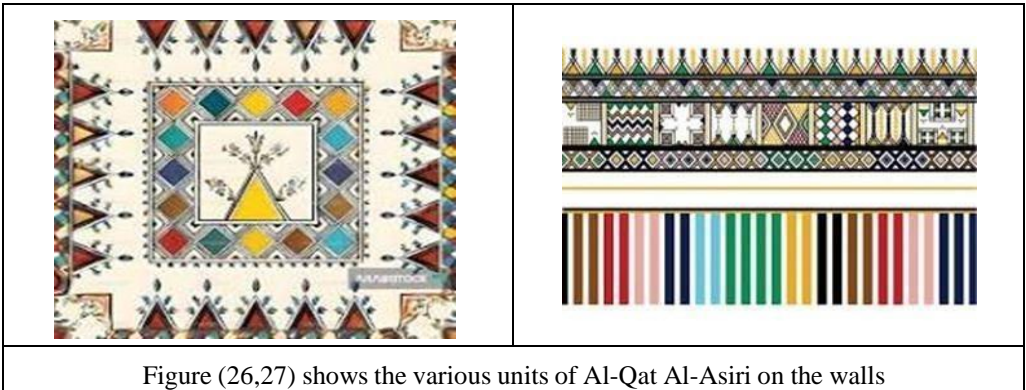 Figure (26,27) shows the various units of Al-Qat Al-Asiri on the walls